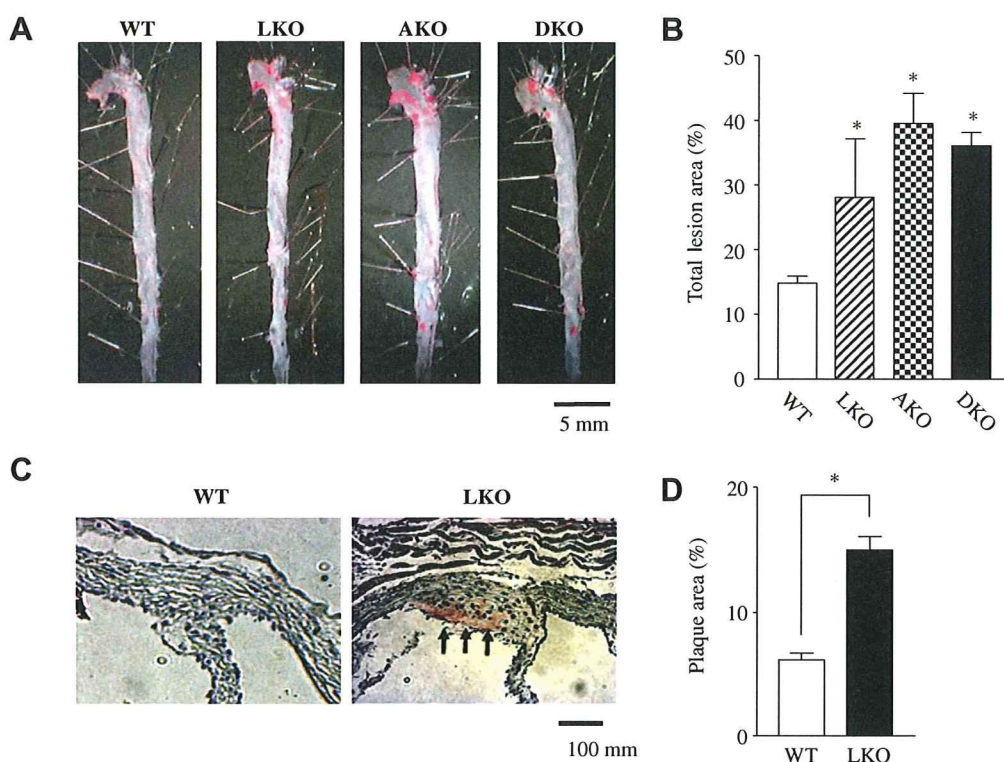 A
WT
LKO
AKO
DKO
5 mm
B
Total lesion area (%)
50
40
30
20
10
0
*
*
*
WT
LKO
AKO
DKO
C
WT
LKO
100 mm
D
Plaque area (%)
20
10
0
*
WT
LKO